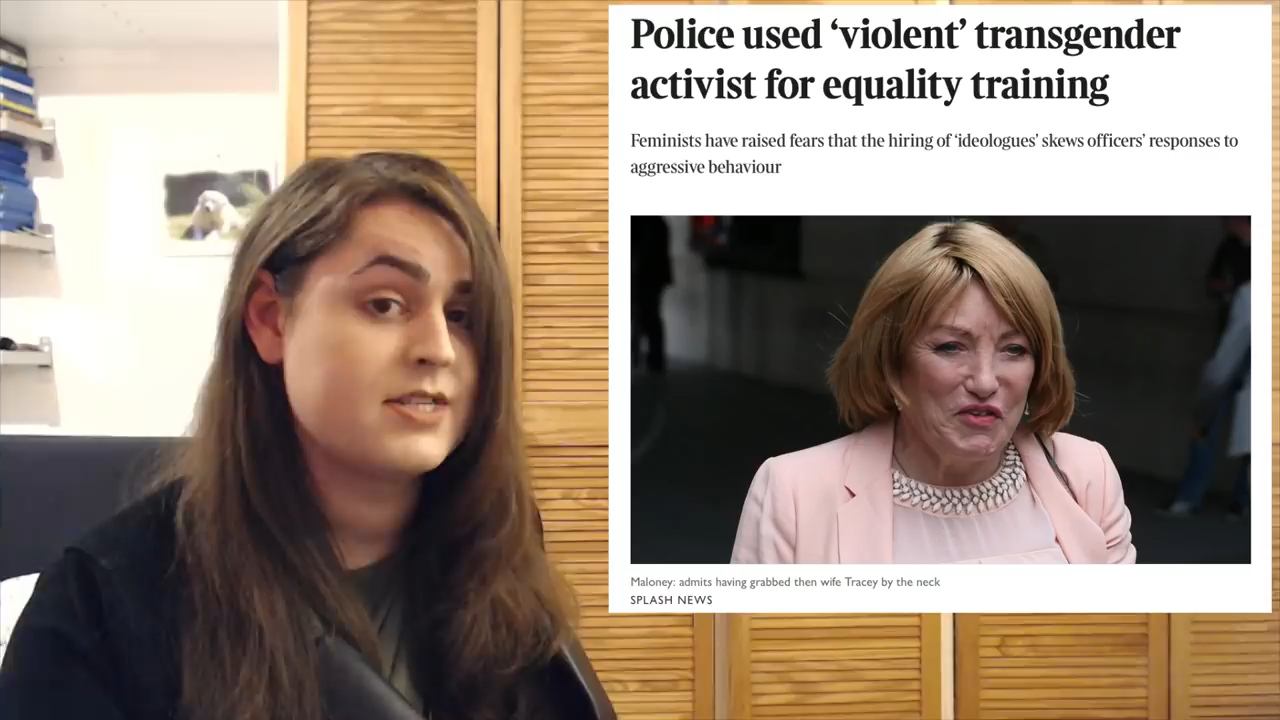 Police used ‘violent’ transgender
activist for equality training
Feminists have raised fears that the hiring of ‘ideologues’ skews officers’ responses to
aggressive behaviour
Maloney: admits having grabbed then wife Tracey by the neck
SPLASH NEWS